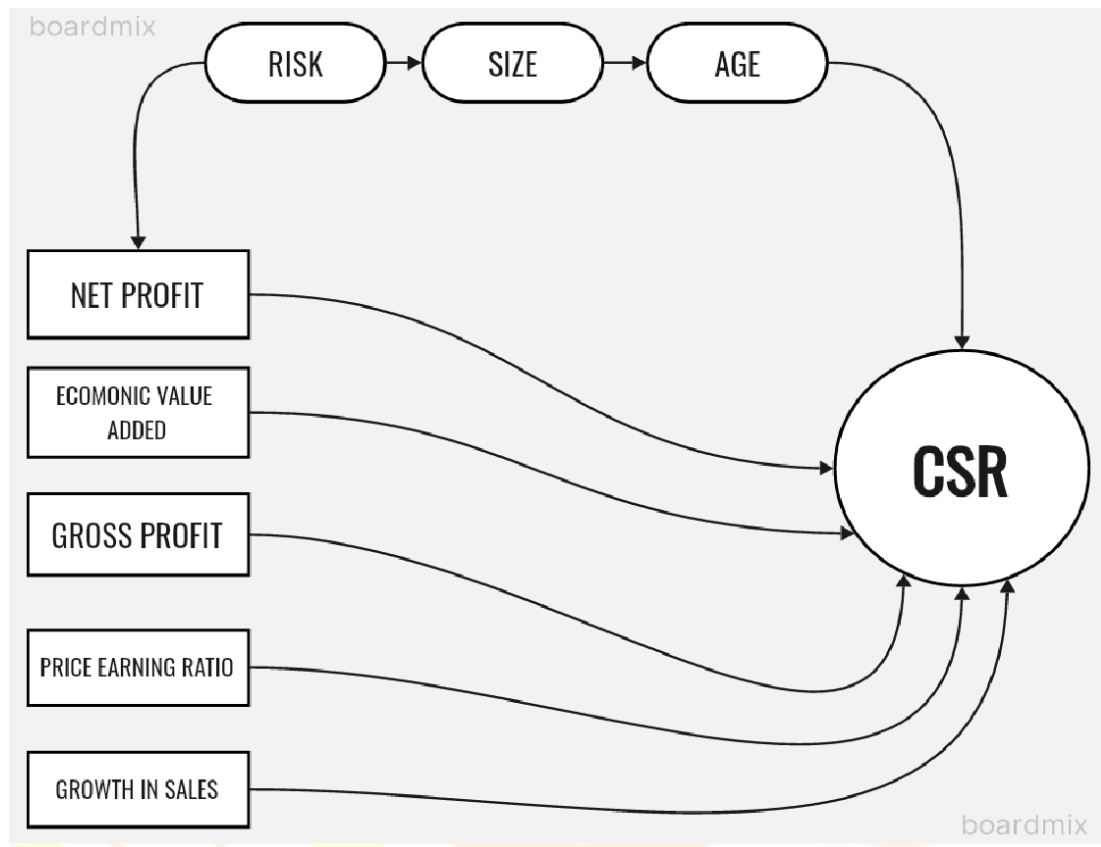 boardmix
RISK
SIZE
AGE
NET PROFIT
ECOMONIC VALUE
ADDED
GROSS PROFIT
PRICE EARNING RATIO
GROWTH IN SALES
CSR
boardmix